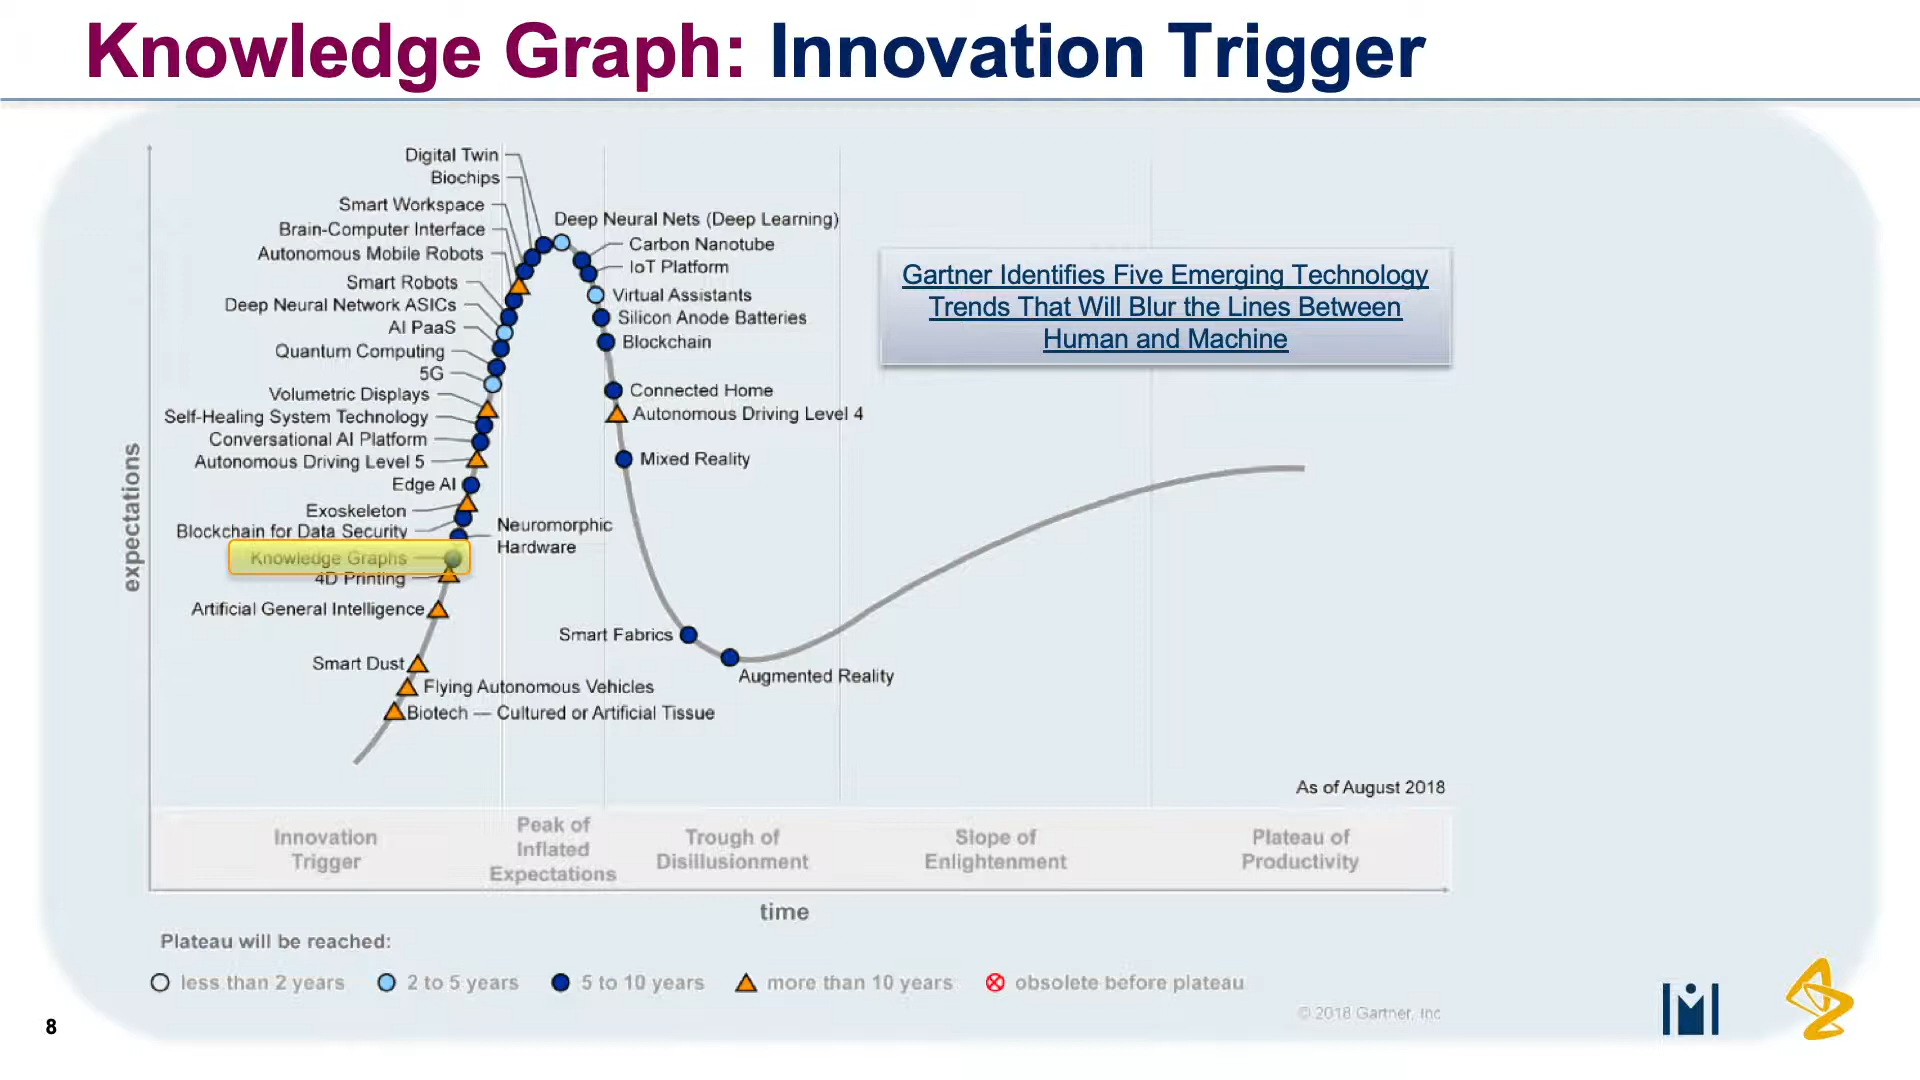 Knowledge Graph: Innovation Trigger
Digital Twin
Biochips
Smart Workspace
Brain-Computer Interface
Autonomous Mobile Robots
Smart Robots
Deep Neural Network ASICs
AI PaaS
Quantum Computing
5G
Volumetric Displays
Self-Healing System Technology
Conversational AI Platform
Autonomous Driving Level 5
Edge AI
Exoskeleton
Blockchain for Data Security
Neuromorphic
Hardware
Knowledge Graphs
4D Printing
Artificial General Intelligence
Smart Dust
Flying Autonomous Vehicles
Biotech — Cultured or Artificial Tissue
Deep Neural Nets (Deep Learning)
Carbon Nanotube
IoT Platform
Virtual Assistants
Silicon Anode Batteries
Blockchain
Connected Home
Autonomous Driving Level 4
Mixed Reality
Smart Fabrics
Augmented Reality
Gartner Identifies Five Emerging Technology
Trends That Will Blur the Lines Between
Human and Machine
expectations
As of August 2018
Innovation
Trigger
Peak of
Inflated
Expectations
Trough of
Disillusionment
Slope of
Enlightenment
Plateau of
Productivity
time
Plateau will be reached:
less than 2 years
2 to 5 years
5 to 10 years
more than 10 years
obsolete before plateau
© 2018 Gartner, Inc
8